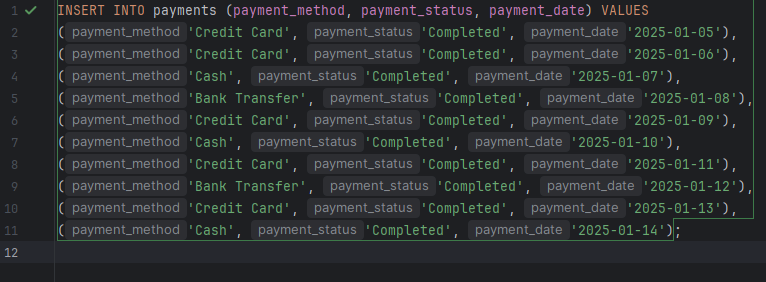 1 INSERT INTO payments (payment_method, payment_status, payment_date) VALUES
2 ( payment_method 'Credit Card', payment_status 'Completed', payment_date '2025-01-05'),
3 ( payment_method 'Credit Card', payment_status 'Completed', payment_date '2025-01-06'),
4 ( payment_method 'Cash', payment_status 'Completed', payment_date '2025-01-07'),
5 ( payment_method 'Bank Transfer', payment_status 'Completed', payment_date '2025-01-08'),
6 ( payment_method 'Credit Card', payment_status 'Completed', payment_date '2025-01-09'),
7 ( payment_method 'Cash', payment_status 'Completed', payment_date '2025-01-10'),
8 ( payment_method 'Credit Card', payment_status 'Completed', payment_date '2025-01-11'),
9 ( payment_method 'Bank Transfer', payment_status 'Completed', payment_date '2025-01-12'),
10 ( payment_method 'Credit Card', payment_status 'Completed', payment_date '2025-01-13'),
11 ( payment_method 'Cash', payment_status 'Completed', payment_date '2025-01-14');
12